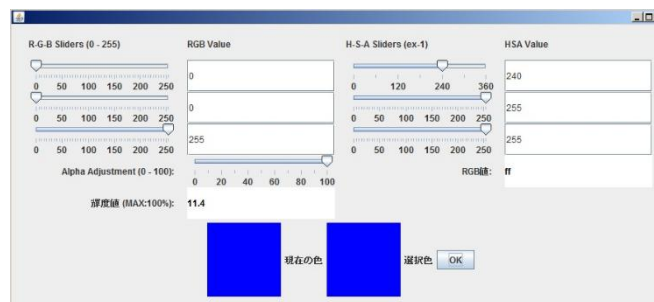 R-G-B Sliders (0 - 255) RGB Value H-S-A Sliders (ex-1) HSA Value
0
0 50 100 150 200 250
0 120 240 360
240
0
0 50 100 150 200 250
0 50 100 150 200 250
255
255
0 50 100 150 200 250
0 50 100 150 200 250
255
Alpha Adjustment (0 - 100):
0 20 40 60 80 100
RGB値: ff
輝度値 (MAX:100%): 11.4
現在の色 選択色 OK